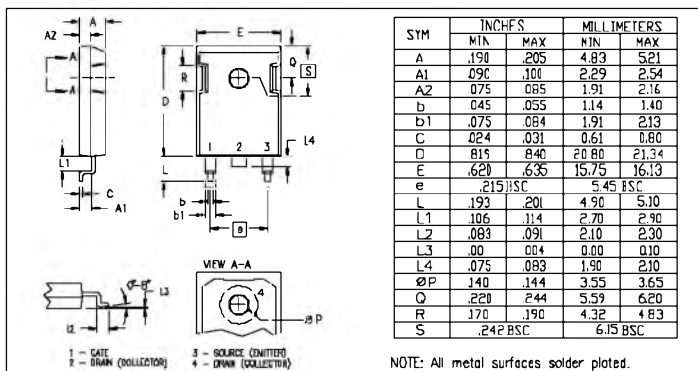 A
A2
A
A
D
L1
L
C
A1
E
Q
S
R
1 2 3
L4
b
b1
e
VIEW A-A
4
L3
øP
1 - GATE
2 - DRAIN (COLLECTOR)
3 - SOURCE (EMITTER)
4 - DRAIN (COLLECTOR)
SYM INCHES MILLIMETERS
MIN MAX MIN MAX
A .190 .205 4.83 5.21
A1 .090 .100 2.29 2.54
A2 .075 .085 1.91 2.16
b .045 .055 1.14 1.40
b1 .075 .084 1.91 2.13
C .024 .031 0.61 0.80
D .819 .840 20.80 21.34
E .620 .635 15.75 16.13
e .215 BSC 5.45 BSC
L .193 .201 4.90 5.10
L1 .106 .114 2.70 2.90
L2 .083 .091 2.10 2.30
L3 .00 .004 0.00 0.10
L4 .075 .083 1.90 2.10
ØP .140 .144 3.55 3.65
Q .220 .244 5.59 6.20
R .170 .190 4.32 4.83
S .242 BSC 6.15 BSC
NOTE: All metal surfaces solder plated.